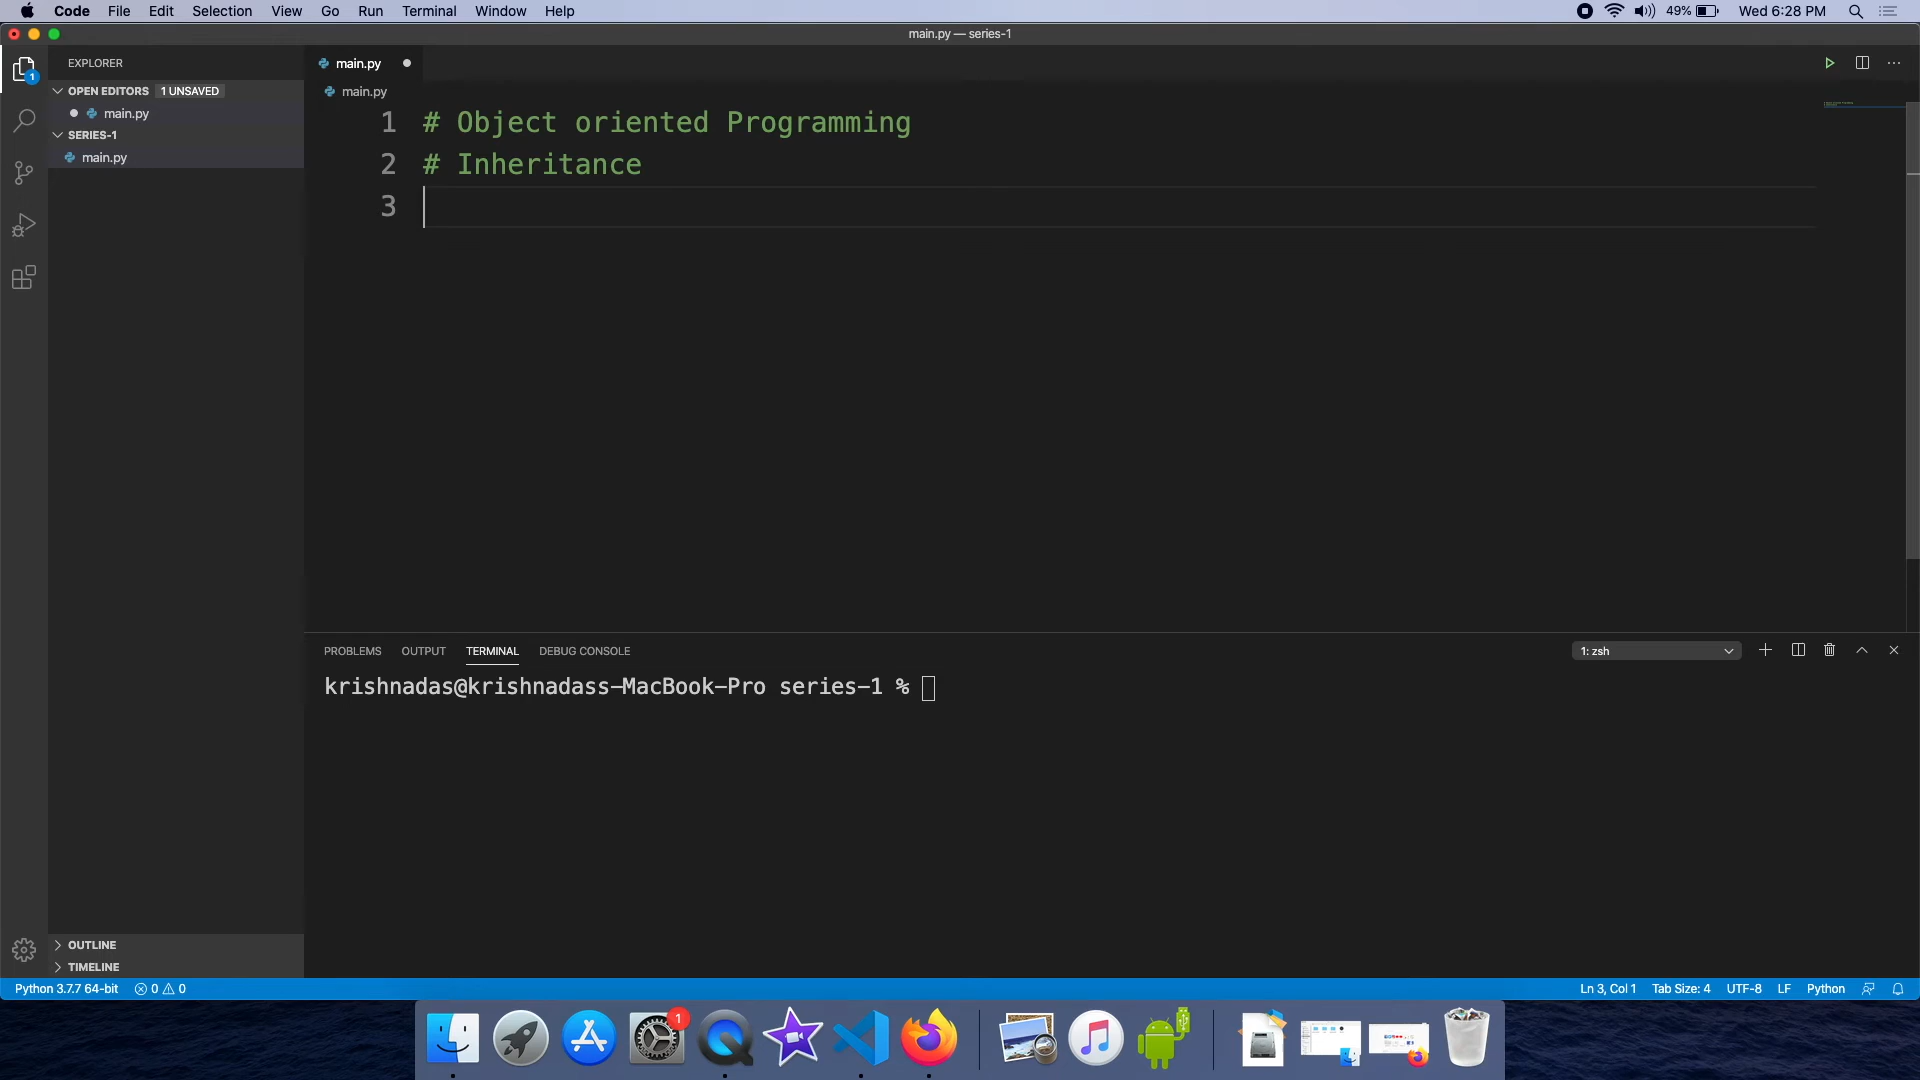 Code File Edit Selection View Go Run Terminal Window Help 49% Wed 6:28 PM
main.py — series-1
EXPLORER
OPEN EDITORS 1 UNSAVED
main.py
SERIES-1
main.py
OUTLINE
TIMELINE
1
main.py
main.py
1 # Object oriented Programming
2 # Inheritance
3
PROBLEMS OUTPUT TERMINAL DEBUG CONSOLE 1: zsh
krishnadas@krishnadass-MacBook-Pro series-1 %
Python 3.7.7 64-bit 0 0 Ln 3, Col 1 Tab Size: 4 UTF-8 LF Python
1